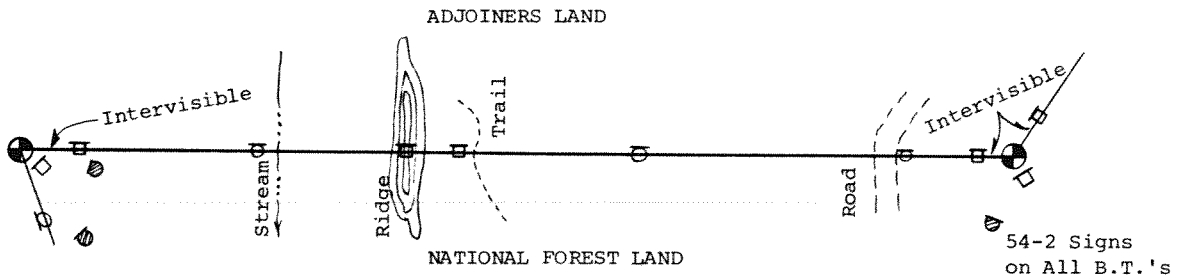 ADJOINERS LAND
Intervisible
Stream
Ridge
Trail
Road
Intervisible
NATIONAL FOREST LAND
54-2 Signs
on All B.T.'s